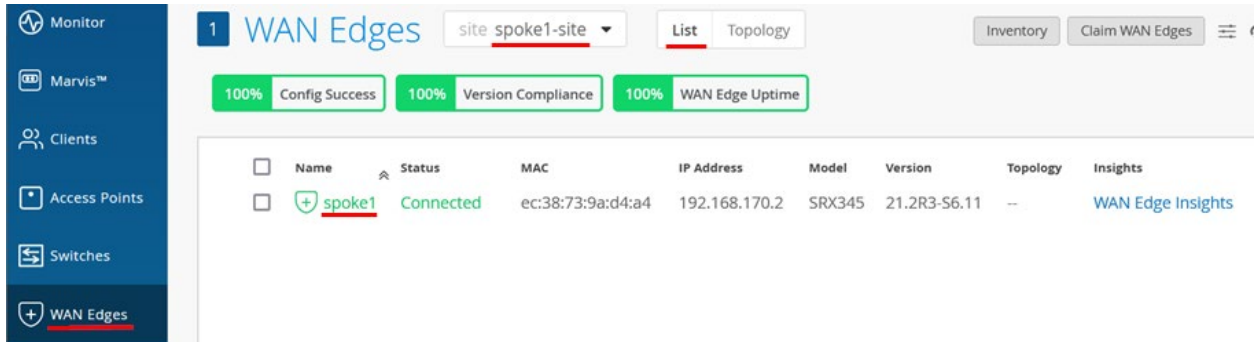 Monitor
Marvis™
Clients
Access Points
Switches
WAN Edges
1 WAN Edges site spoke1-site List Topology Inventory Claim WAN Edges
100% Config Success 100% Version Compliance 100% WAN Edge Uptime
Name Status MAC IP Address Model Version Topology Insights
spoke1 Connected ec:38:73:9a:d4:a4 192.168.170.2 SRX345 21.2R3-S6.11 -- WAN Edge Insights